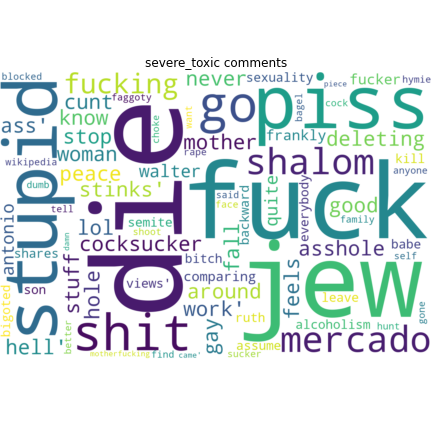 severe_toxic comments
blocked
faggoty
fucking
never
sexuality
piece
fucker
hymie
cunt
want
go
piss
bagel
cock
ass'
know
stupid
die
choke
stop
mother
frankly
deleting
woman
rape
wikipedia
peace
walter
shalom
kill
anyone
dumb
stinks'
fuck
quite
good
tell
said
face
backward
everybody
family
antonio
lol
semite
shoot
fall
babe
self
damn
cocksucker
asshole
shares
stuff
hole
bitch
comparing
jew
feels
son
views'
around
leave
gone
bigoted
work'
ruth
alcoholism
hunt
shit
gay
mercado
hell'
better
motherfucking
find
came'
sucker
assume